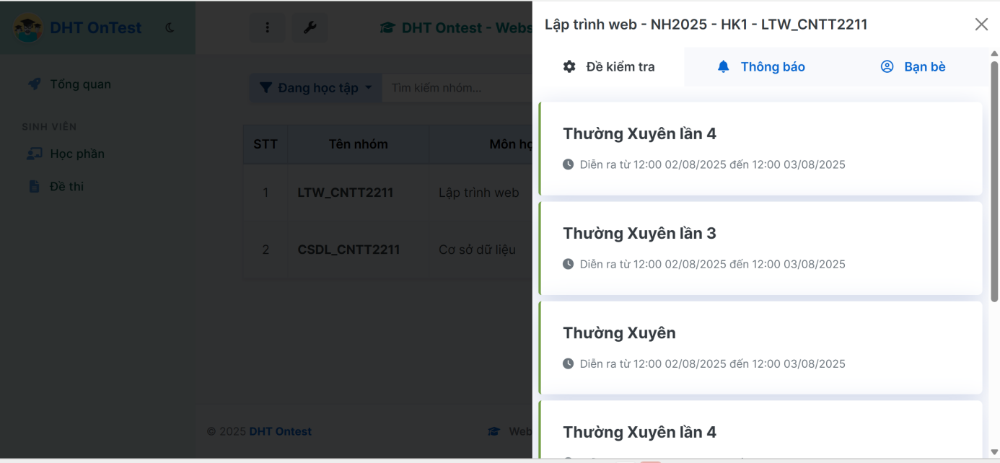 DHT OnTest
DHT Ontest - Webs
Lập trình web - NH2025 - HK1 - LTW_CNTT2211
Tổng quan
SINH VIÊN
Học phần
Đề thi
Đang học tập
Tìm kiếm nhóm...
STT Tên nhóm Môn họ
1 LTW_CNTT2211 Lập trình web
2 CSDL_CNTT2211 Cơ sở dữ liệu
© 2025 DHT Ontest
Web
Đề kiểm tra Thông báo Bạn bè
Thường Xuyên lần 4
Diễn ra từ 12:00 02/08/2025 đến 12:00 03/08/2025
Thường Xuyên lần 3
Diễn ra từ 12:00 02/08/2025 đến 12:00 03/08/2025
Thường Xuyên
Diễn ra từ 12:00 02/08/2025 đến 12:00 03/08/2025
Thường Xuyên lần 4